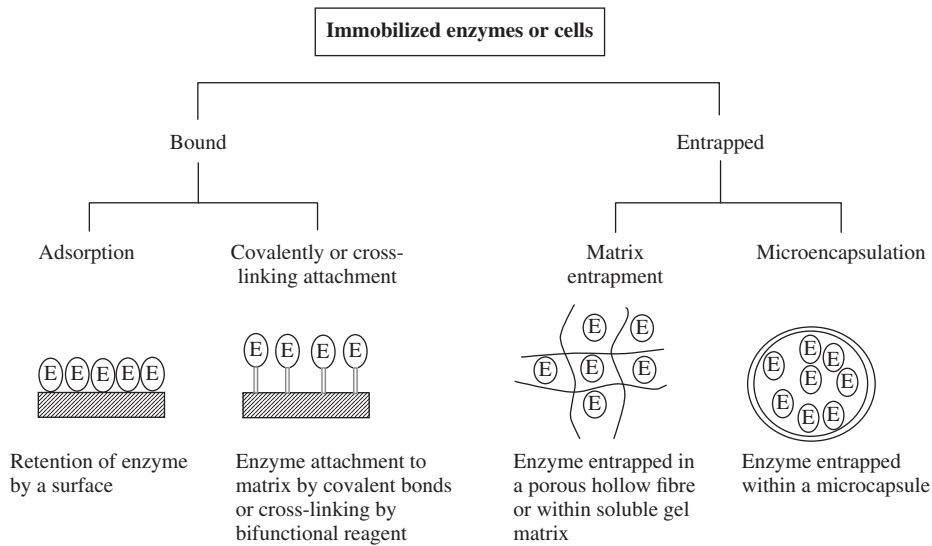 Immobilized enzymes or cells
Bound
Entrapped
Adsorption
Covalently or cross-
linking attachment
Matrix
entrapment
Microencapsulation
E E E E E
E E E E
E E
E E E
E
E E E
E E
E E E
Retention of enzyme
by a surface
Enzyme attachment to
matrix by covalent bonds
or cross-linking by
bifunctional reagent
Enzyme entrapped in
a porous hollow fibre
or within soluble gel
matrix
Enzyme entrapped
within a microcapsule